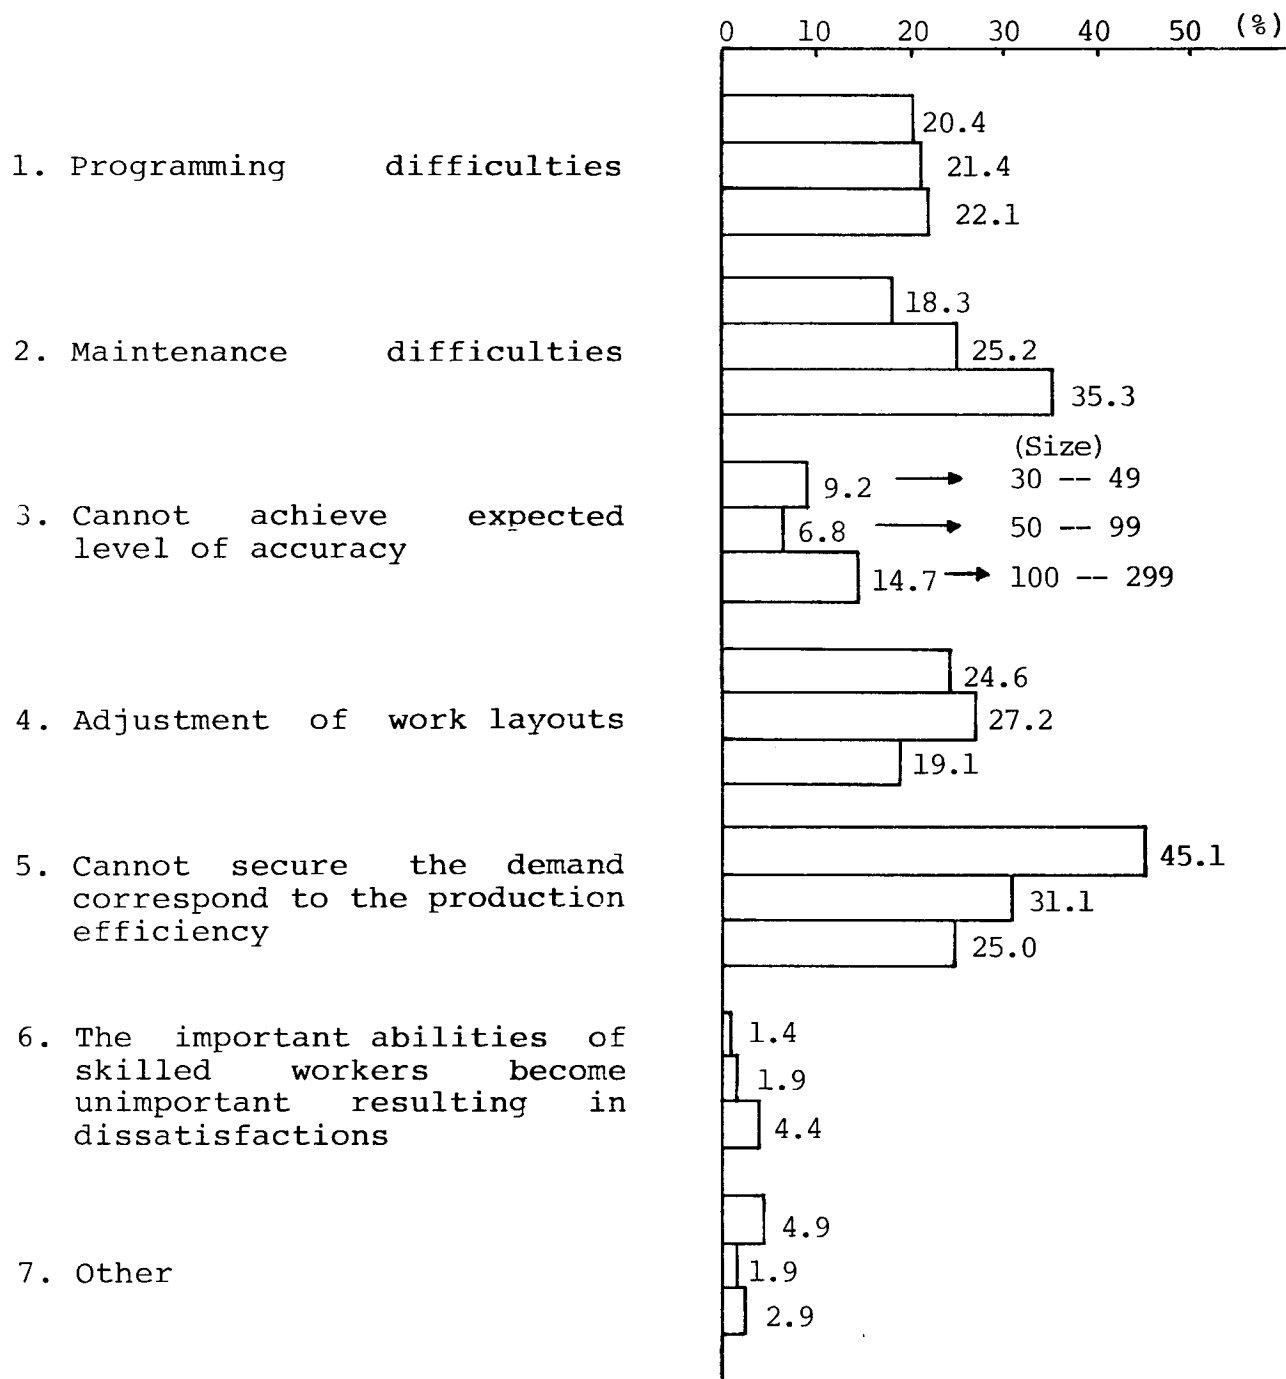 0 10 20 30 40 50 (%)
20.4
1. Programming difficulties 21.4
22.1
18.3
2. Maintenance difficulties 25.2
35.3
(Size)
9.2 30 -- 49
3. Cannot achieve expected 6.8 50 -- 99
level of accuracy
14.7 100 -- 299
24.6
4. Adjustment of work layouts 27.2
19.1
45.1
5. Cannot secure the demand
correspond to the production 31.1
efficiency 25.0
6. The important abilities of 1.4
skilled workers become 1.9
unimportant resulting in
dissatisfactions 4.4
4.9
7. Other 1.9
2.9